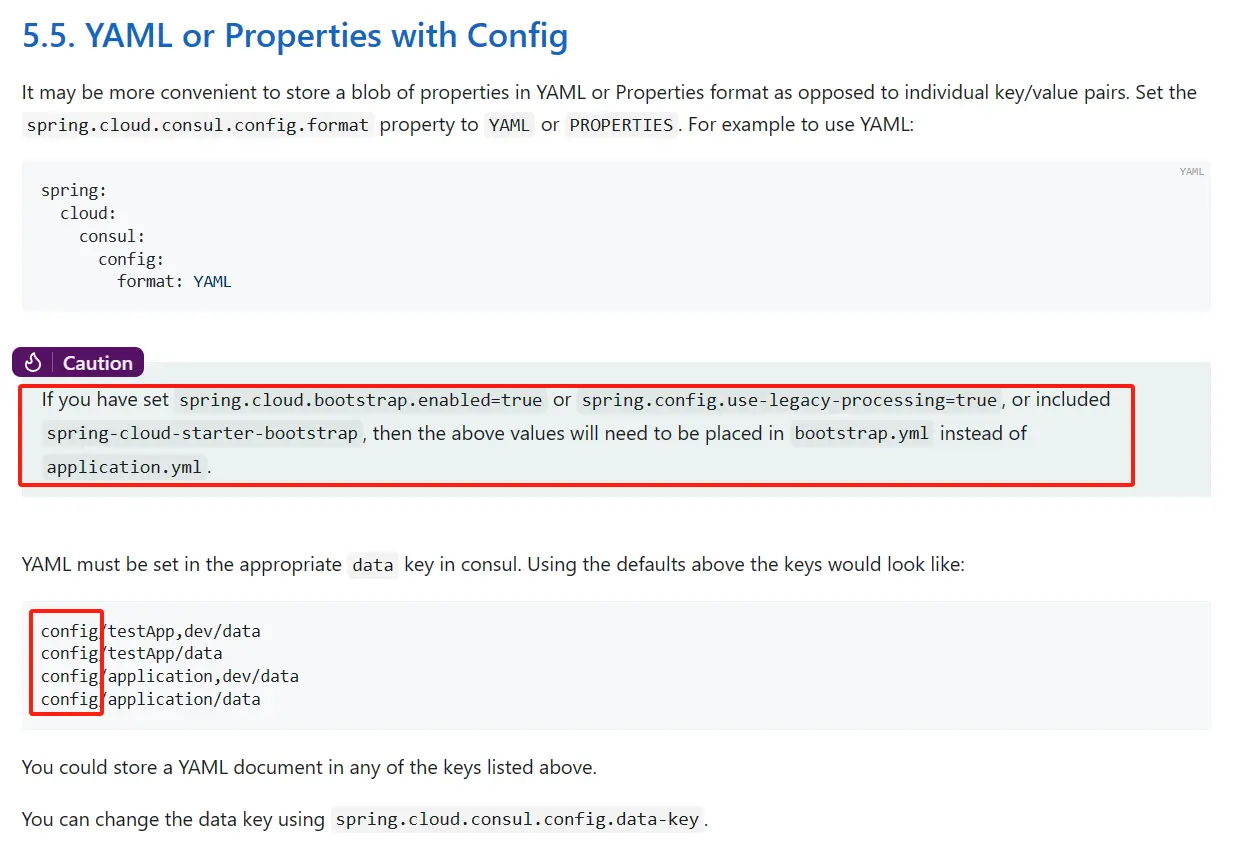 5.5. YAML or Properties with Config
It may be more convenient to store a blob of properties in YAML or Properties format as opposed to individual key/value pairs. Set the
spring.cloud.consul.config.format property to YAML or PROPERTIES. For example to use YAML:
YAML
spring:
  cloud:
    consul:
      config:
        format: YAML
Caution
If you have set spring.cloud.bootstrap.enabled=true or spring.config.use-legacy-processing=true, or included
spring-cloud-starter-bootstrap, then the above values will need to be placed in bootstrap.yml instead of
application.yml.
YAML must be set in the appropriate data key in consul. Using the defaults above the keys would look like:
config/testApp,dev/data
config/testApp/data
config/application,dev/data
config/application/data
You could store a YAML document in any of the keys listed above.
You can change the data key using spring.cloud.consul.config.data-key.